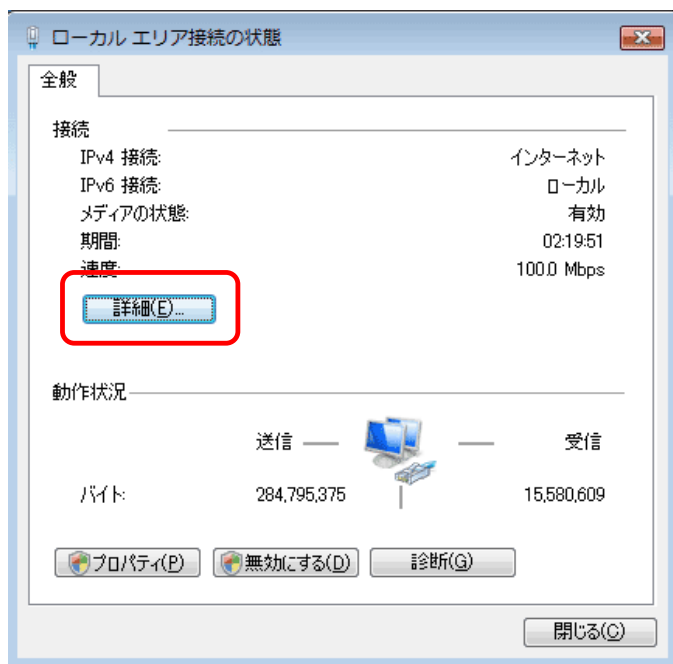 ローカル エリア接続の状態
全般
接続
IPv4 接続: インターネット
IPv6 接続: ローカル
メディアの状態: 有効
期間: 02:19:51
速度: 100.0 Mbps
詳細(E)...
動作状況
送信 受信
バイト: 284,795,375 15,580,609
プロパティ(P) 無効にする(D) 診断(G)
閉じる(C)